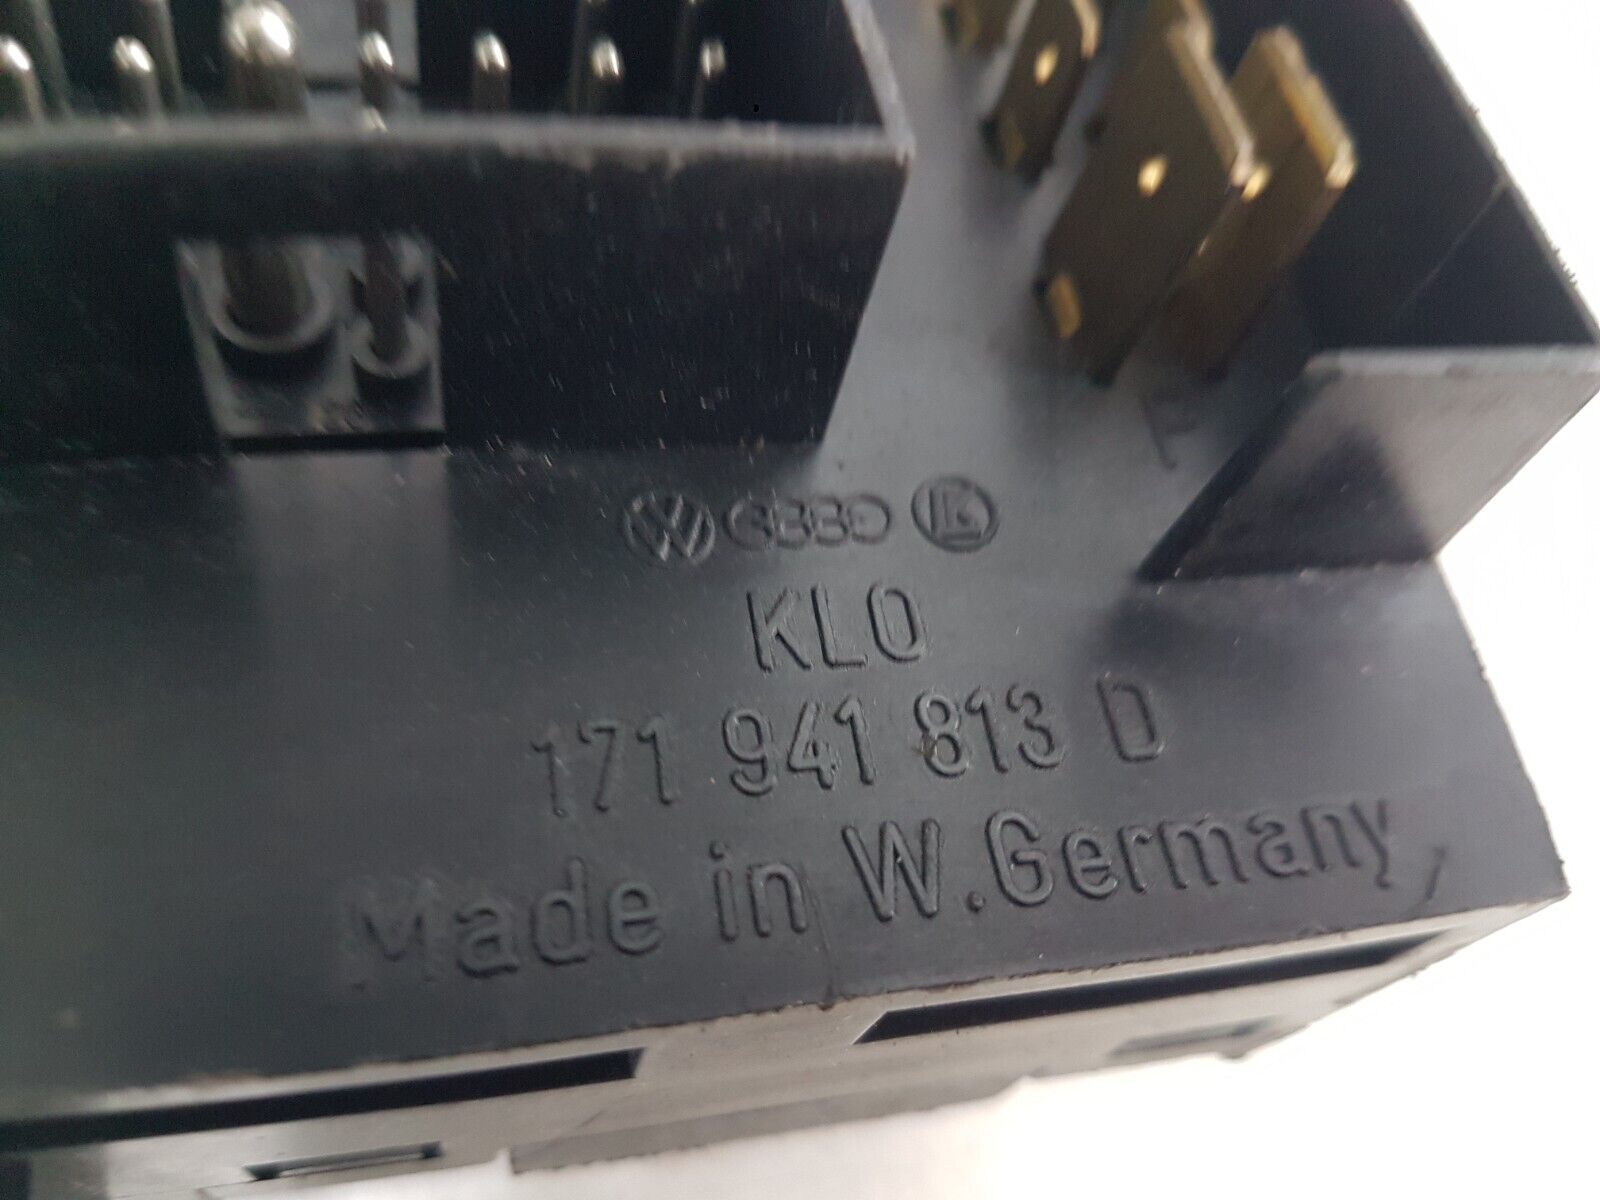 KLO
171 941 813 D
Made in W. Germany